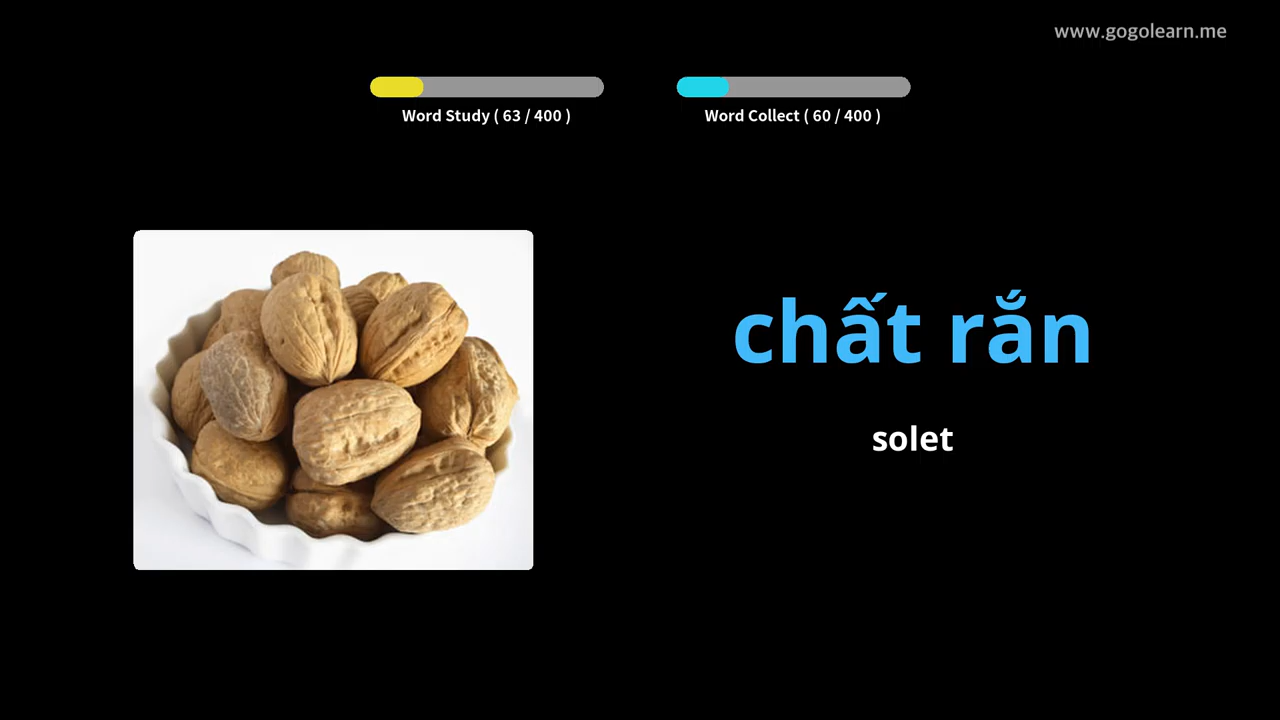 www.gogolearn.me
Word Study ( 63 / 400 )
Word Collect ( 60 / 400 )
chất rắn
solet